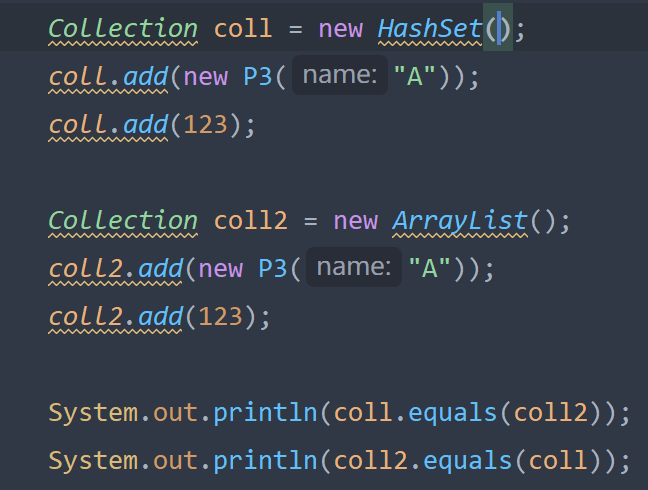 Collection coll = new HashSet();
coll.add(new P3( name: "A"));
coll.add(123);
Collection coll2 = new ArrayList();
coll2.add(new P3( name: "A"));
coll2.add(123);
System.out.println(coll.equals(coll2));
System.out.println(coll2.equals(coll));